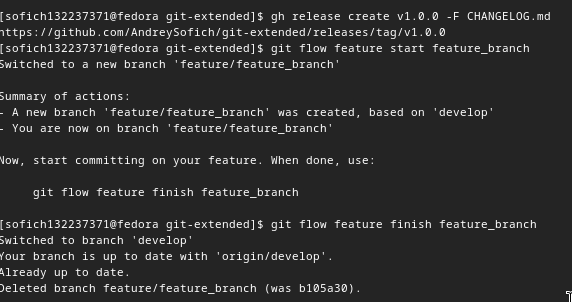 [sofich132237371@fedora git-extended]$ gh release create v1.0.0 -F CHANGELOG.md
https://github.com/AndreySofich/git-extended/releases/tag/v1.0.0
[sofich132237371@fedora git-extended]$ git flow feature start feature_branch
Switched to a new branch 'feature/feature_branch'

Summary of actions:
- A new branch 'feature/feature_branch' was created, based on 'develop'
- You are now on branch 'feature/feature_branch'

Now, start committing on your feature. When done, use:

     git flow feature finish feature_branch

[sofich132237371@fedora git-extended]$ git flow feature finish feature_branch
Switched to branch 'develop'
Your branch is up to date with 'origin/develop'.
Already up to date.
Deleted branch feature/feature_branch (was b105a30).